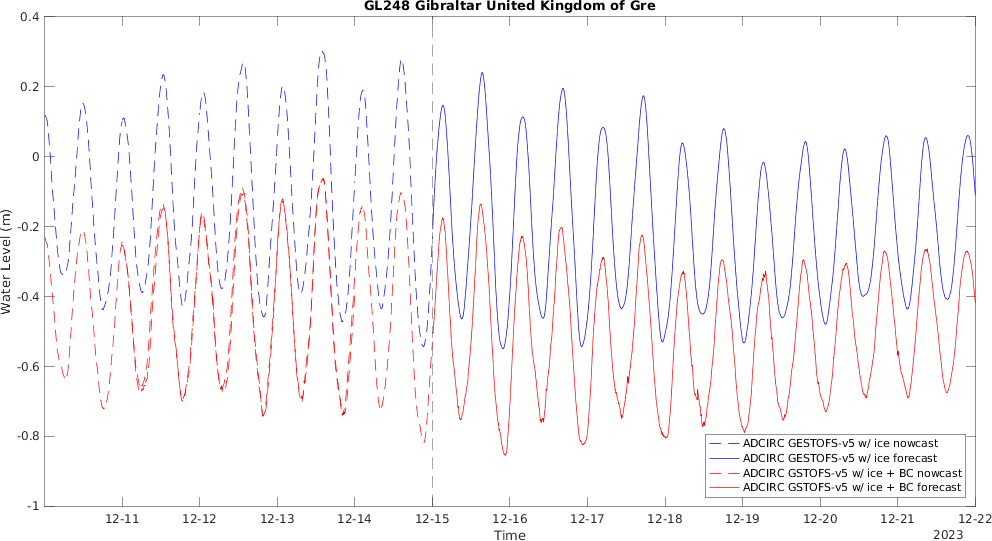 GL248 Gibraltar United Kingdom of Gre
0.4
0.2
0
-0.2
-0.4
-0.6
-0.8
-1
Water Level (m)
12-11 12-12 12-13 12-14 12-15 12-16 12-17 12-18 12-19 12-20 12-21 12-22
Time
2023
ADCIRC GESTOFS-v5 w/ ice nowcast
ADCIRC GESTOFS-v5 w/ ice forecast
ADCIRC GSTOFS-v5 w/ ice + BC nowcast
ADCIRC GSTOFS-v5 w/ ice + BC forecast